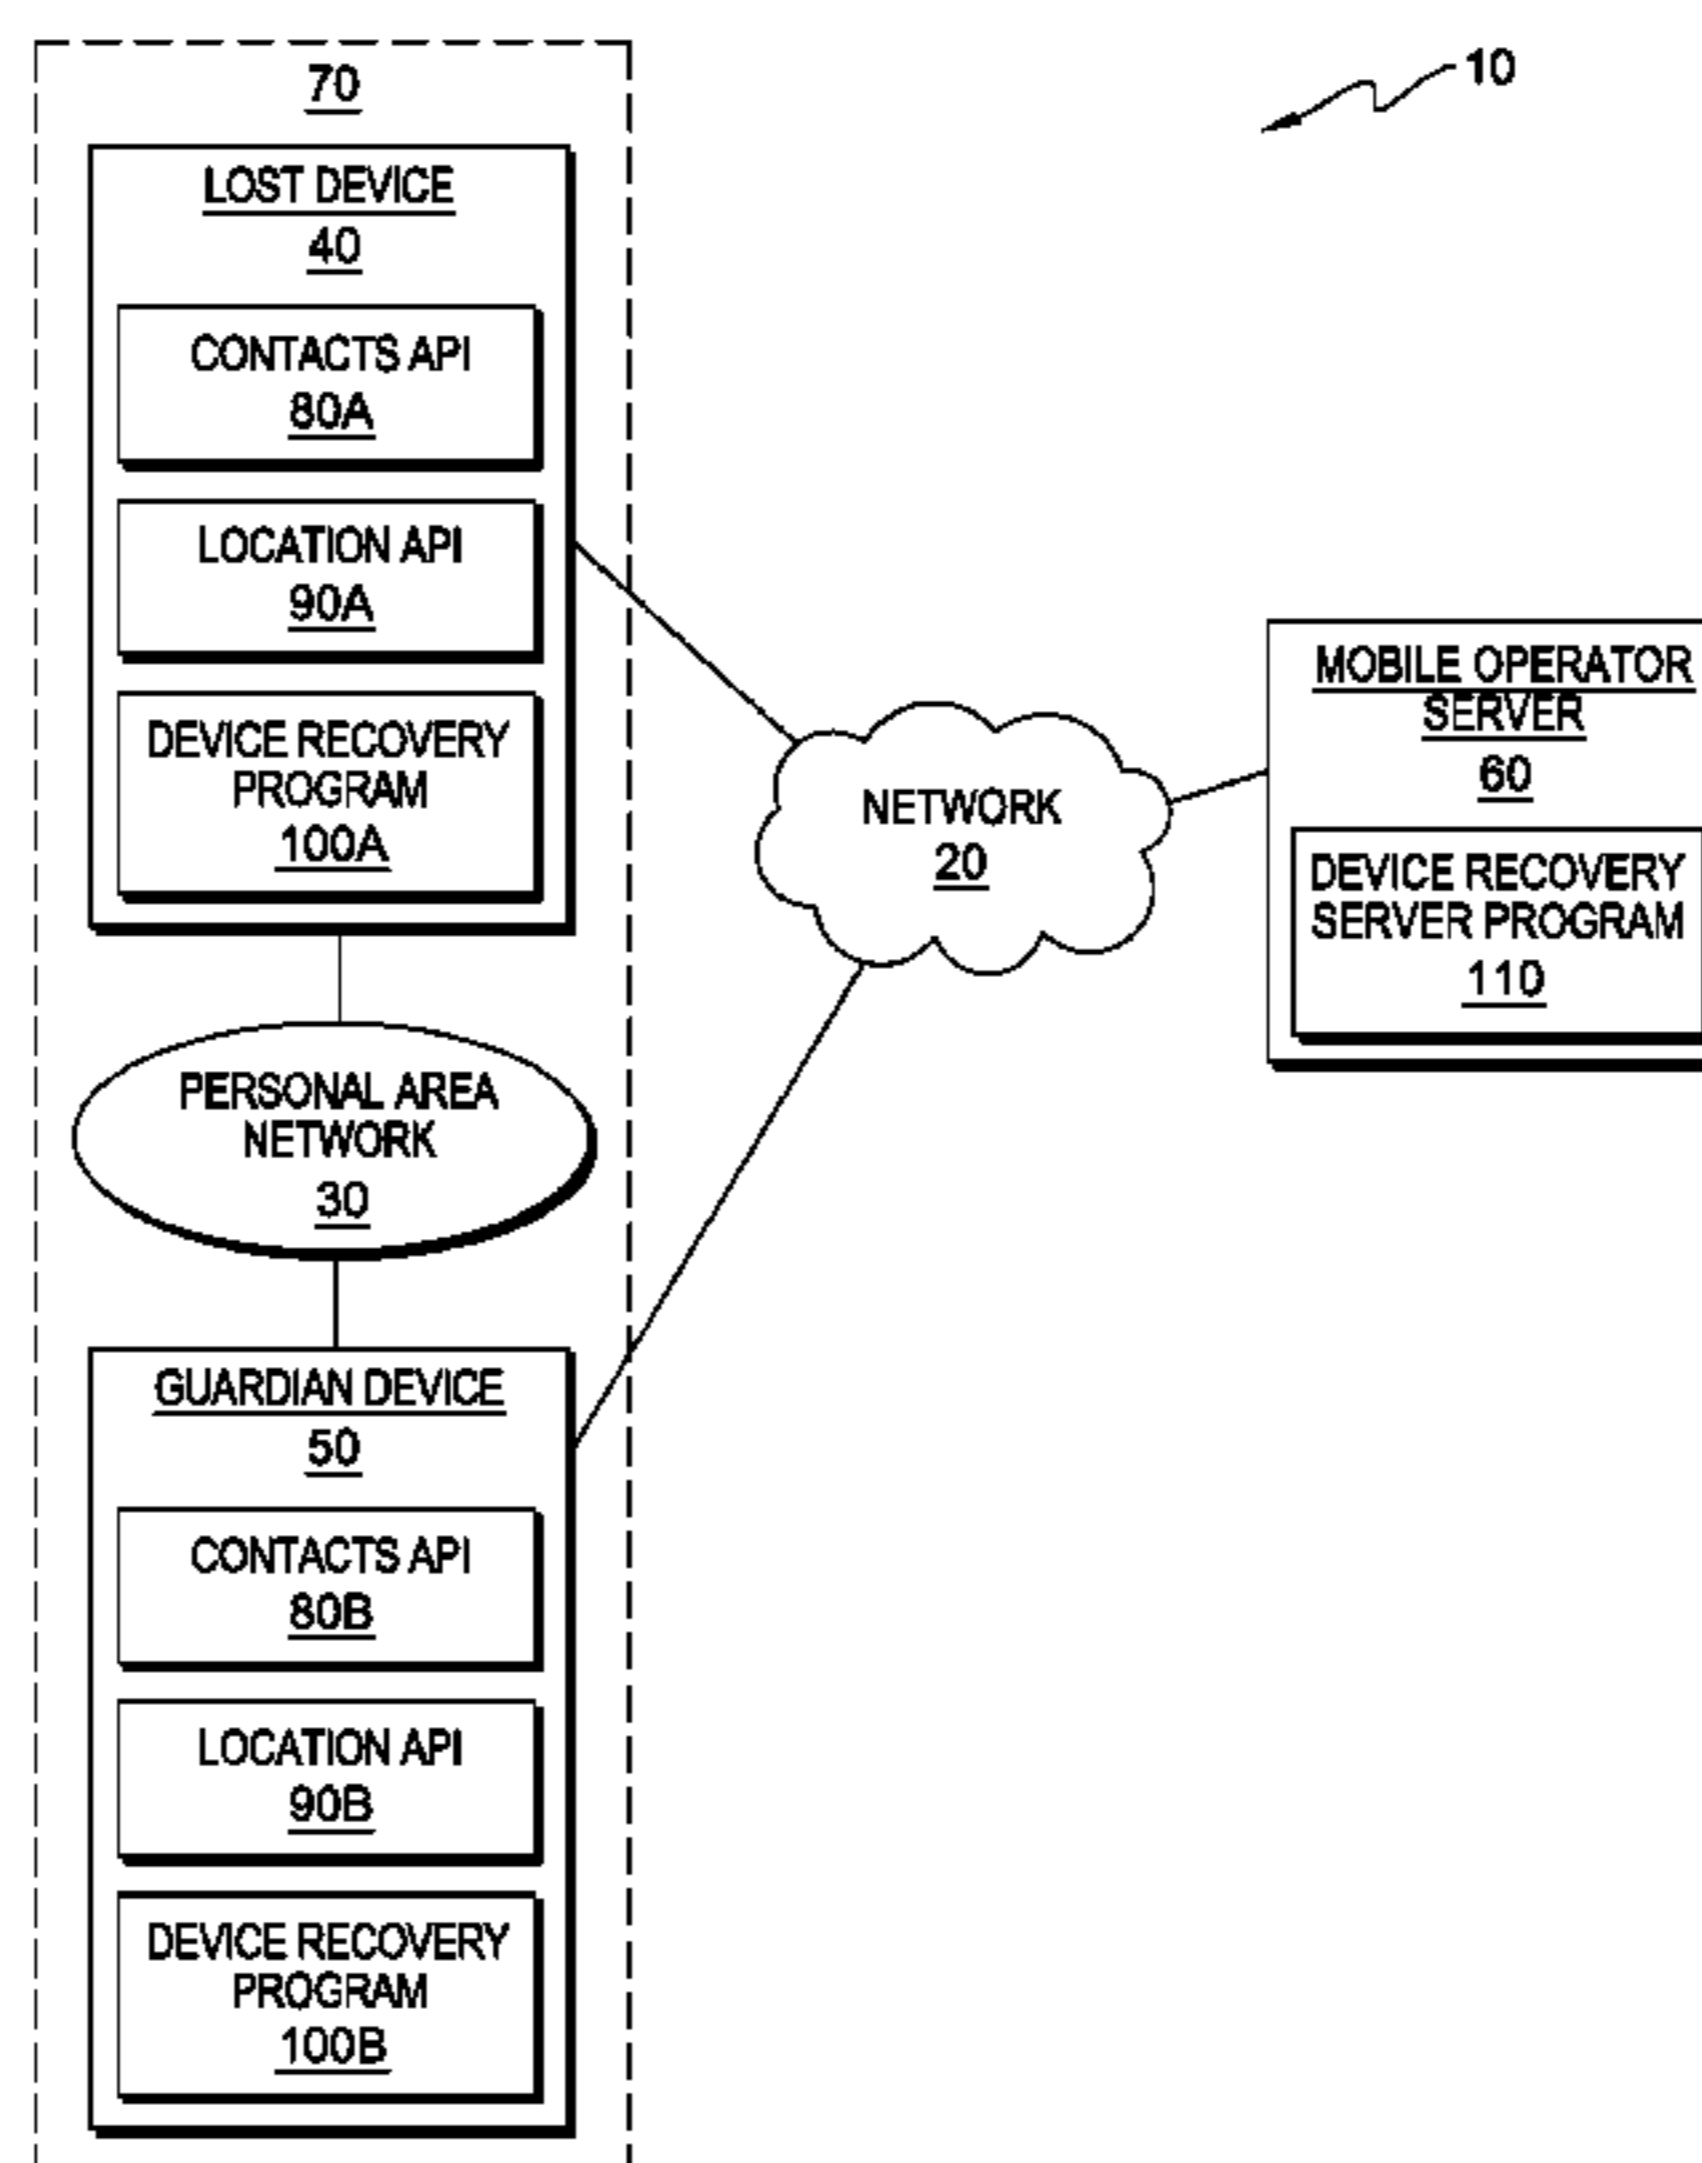 70
10
LOST DEVICE
40
CONTACTS API
80A
LOCATION API
90A
DEVICE RECOVERY
PROGRAM
100A
PERSONAL AREA
NETWORK
30
GUARDIAN DEVICE
50
CONTACTS API
80B
LOCATION API
90B
DEVICE RECOVERY
PROGRAM
100B
NETWORK
20
MOBILE OPERATOR
SERVER
60
DEVICE RECOVERY
SERVER PROGRAM
110